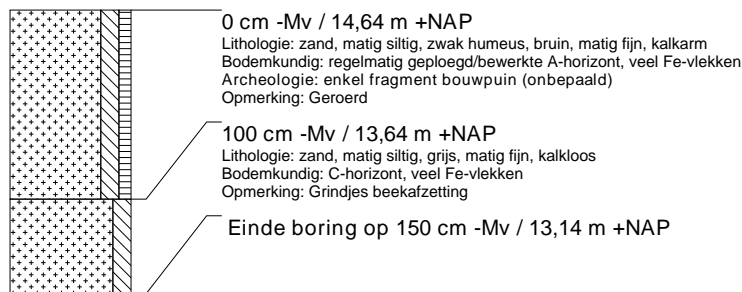 0 cm -Mv / 14,64 m +NAP
Lithologie: zand, matig siltig, zwak humeus, bruin, matig fijn, kalkarm
Bodemkundig: regelmatig geploegd/bewerkte A-horizont, veel Fe-vlekken
Archeologie: enkel fragment bouwpuin (onbepaald)
Opmerking: Geroerd
100 cm -Mv / 13,64 m +NAP
Lithologie: zand, matig siltig, grijs, matig fijn, kalkloos
Bodemkundig: C-horizont, veel Fe-vlekken
Opmerking: Grindjes beekafzetting
Einde boring op 150 cm -Mv / 13,14 m +NAP